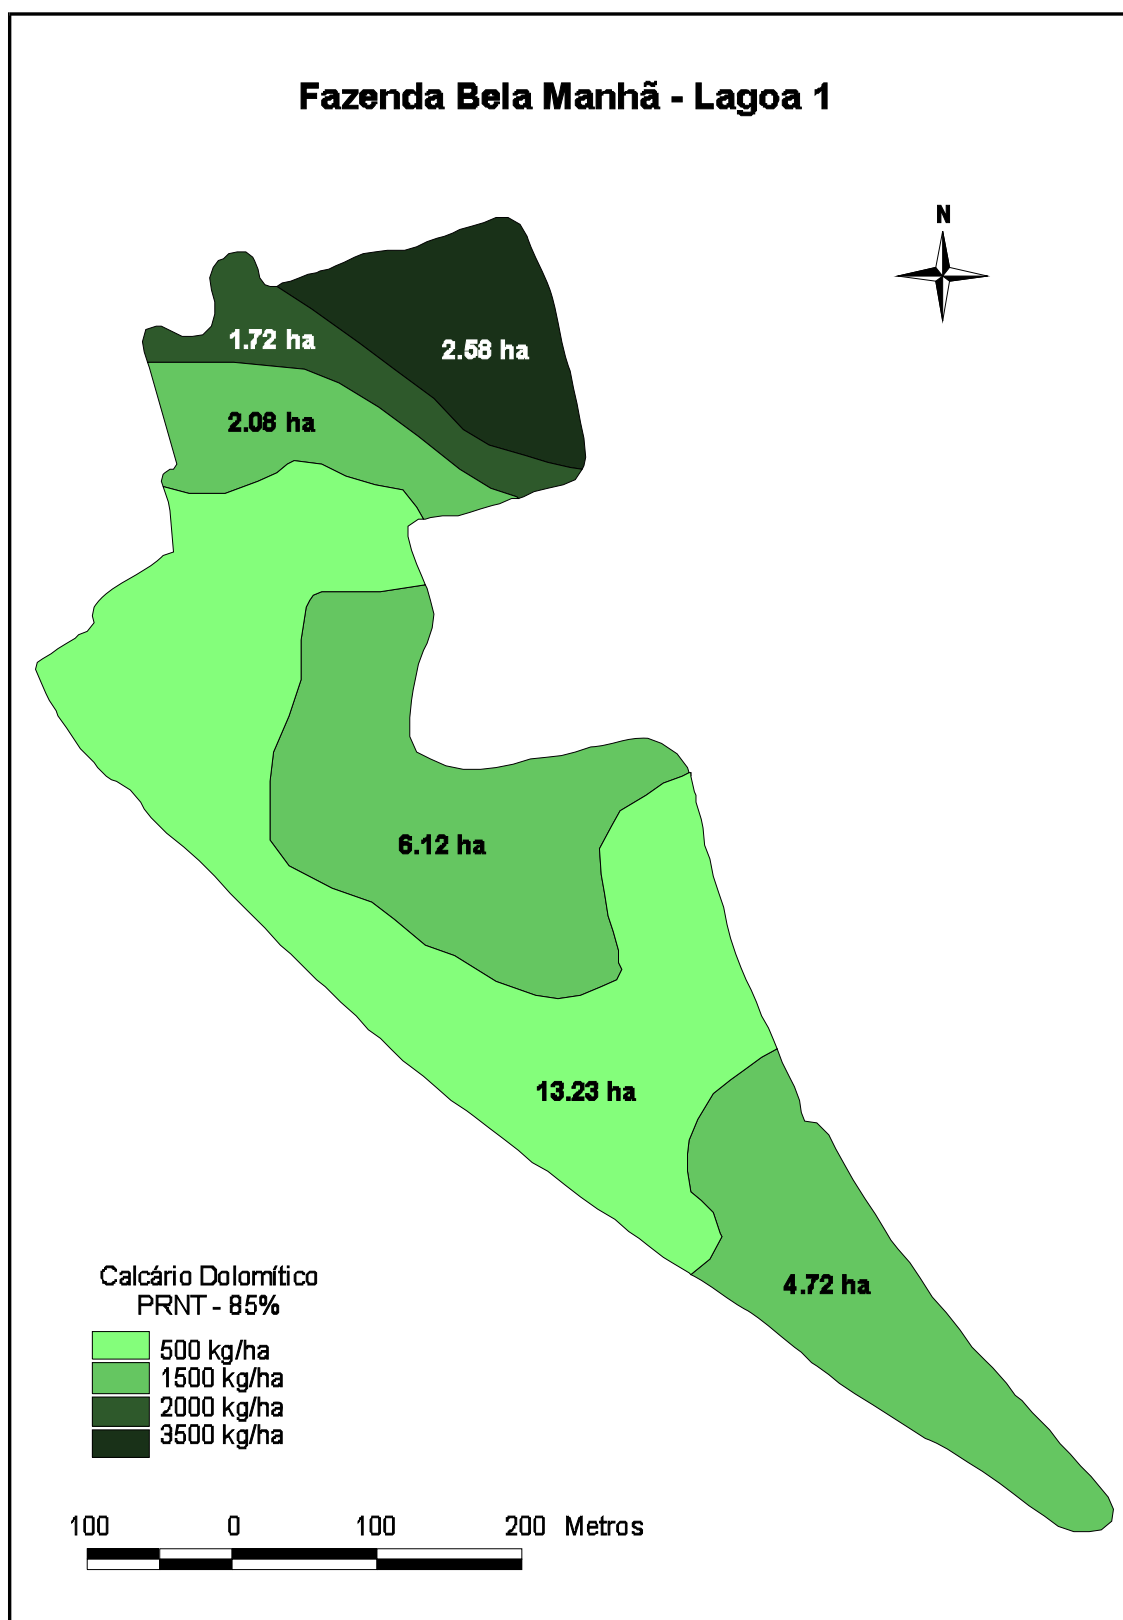 Fazenda Bela Manhã - Lagoa 1
N
1.72 ha
2.58 ha
2.08 ha
6.12 ha
13.23 ha
4.72 ha
Calcário Dolomítico
PRNT - 85%
500 kg/ha
1500 kg/ha
2000 kg/ha
3500 kg/ha
100 0 100 200 Metros